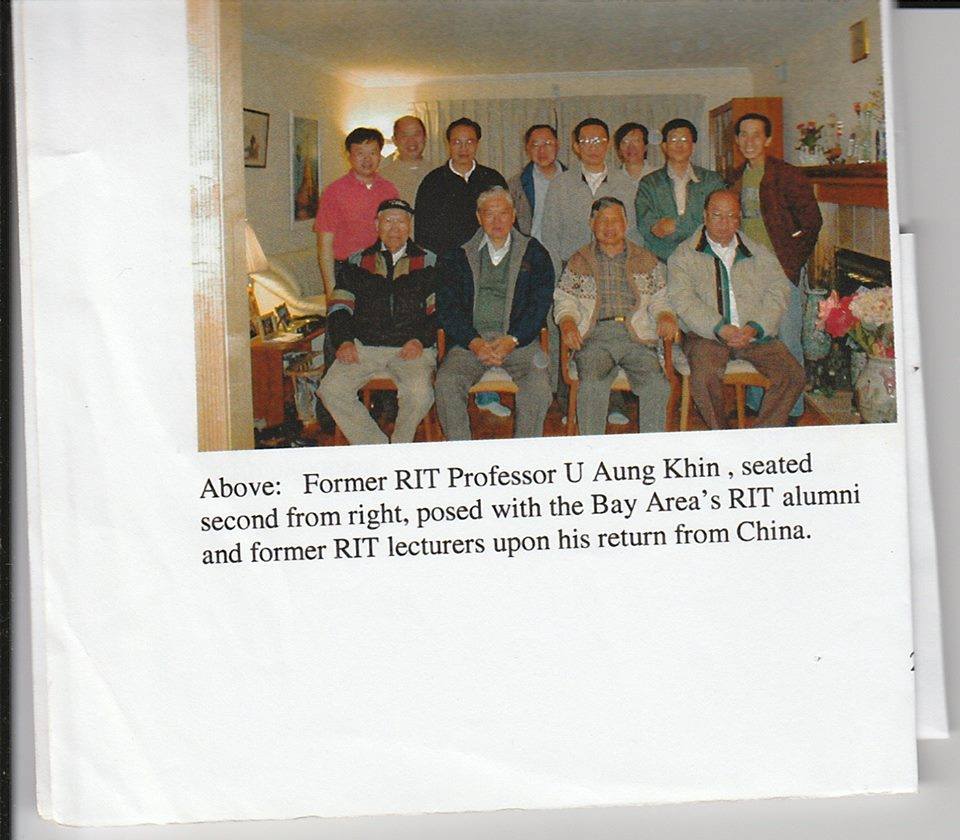 Above: Former RIT Professor U Aung Khin , seated
second from right, posed with the Bay Area's RIT alumni
and former RIT lecturers upon his return from China.